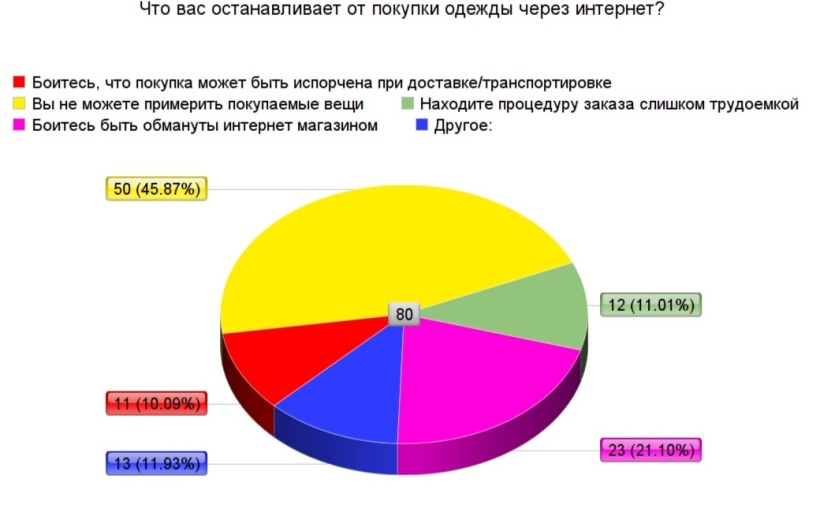 Что вас останавливает от покупки одежды через интернет?
Боитесь, что покупка может быть испорчена при доставке/транспортировке
Вы не можете примерить покупаемые вещи Находите процедуру заказа слишком трудоемкой
Боитесь быть обмануты интернет магазином Другое:
50 (45.87%)
12 (11.01%)
80
11 (10.09%)
23 (21.10%)
13 (11.93%)